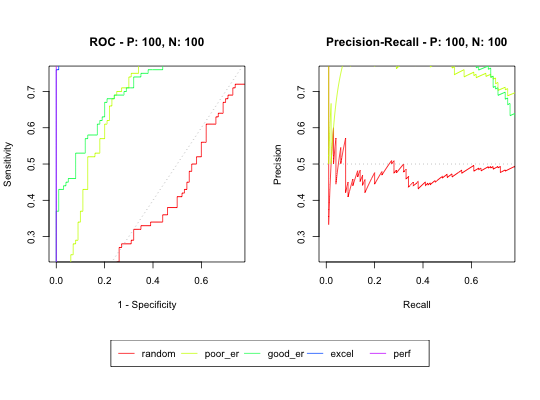 ROC - P: 100, N: 100
Precision-Recall - P: 100, N: 100
Sensitivity
0.3 0.4 0.5 0.6 0.7
0.0 0.2 0.4 0.6
1 - Specificity
Precision
0.3 0.4 0.5 0.6 0.7
0.0 0.2 0.4 0.6
Recall
random poor_er good_er excel perf